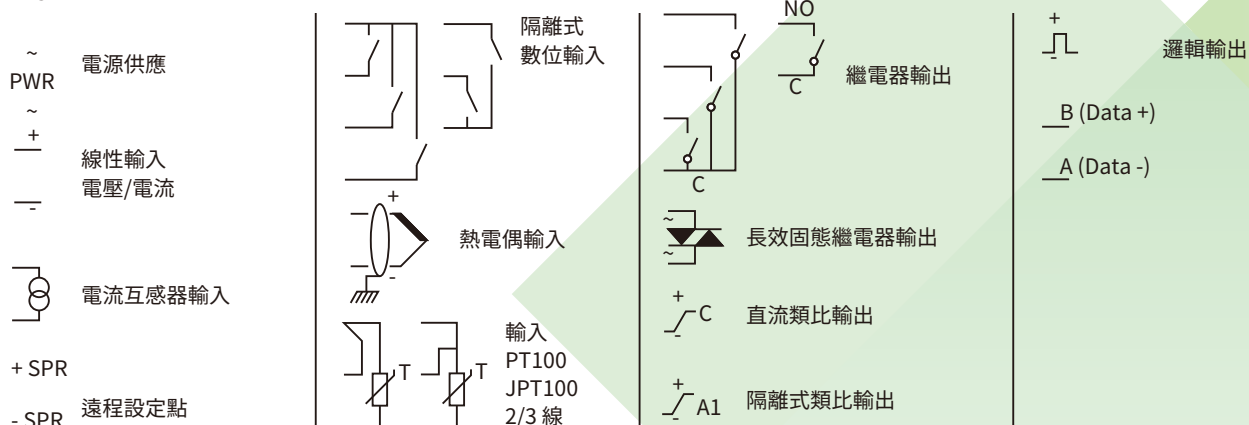 ~
PWR
~
電源供應
+
-
線性輸入
電壓/電流
電流互感器輸入
+ SPR
- SPR
遠程設定點
隔離式
數位輸入
+
-
熱電偶輸入
T
T
輸入
PT100
JPT100
2/3 線
NO
C
C
繼電器輸出
~
~
長效固態繼電器輸出
+
C
-
直流類比輸出
+
A1
-
隔離式類比輸出
+
-
邏輯輸出
B (Data +)
A (Data -)